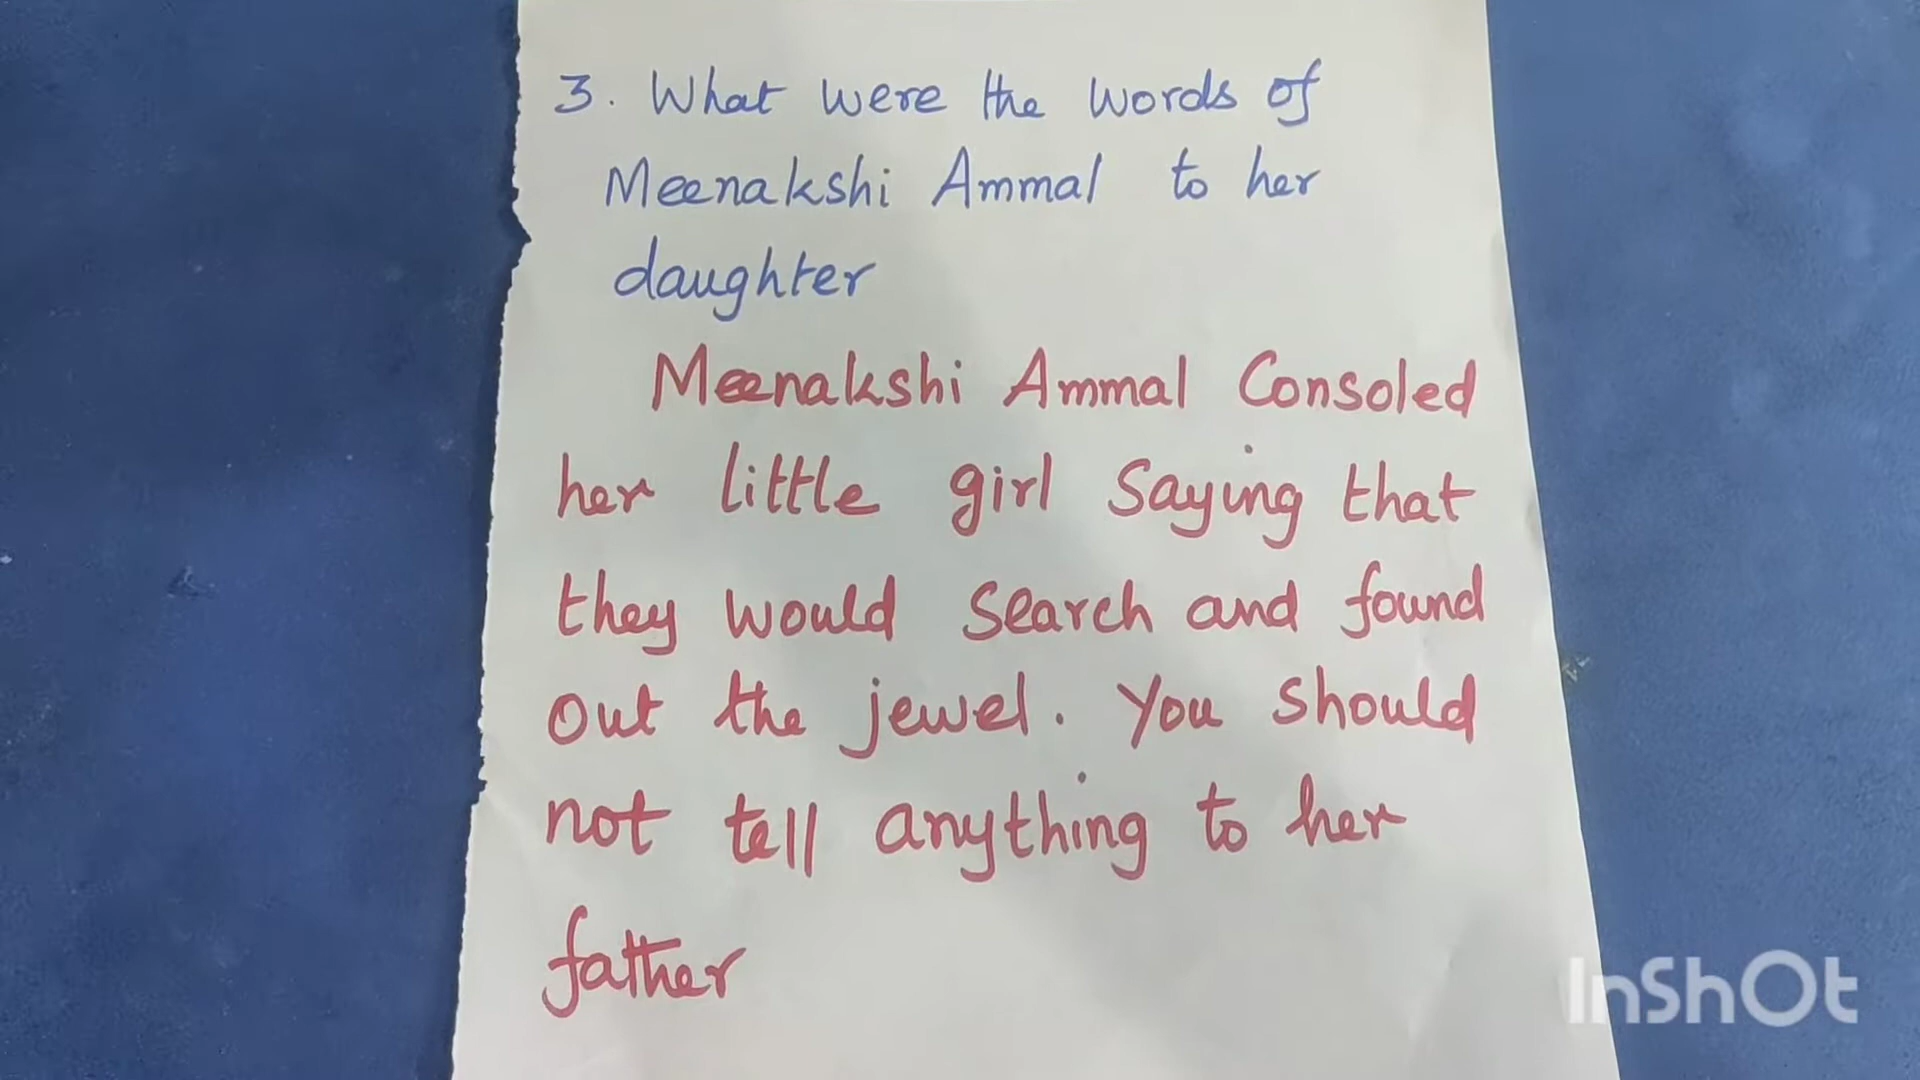 3. What were the words of
Meenakshi Ammal to her
daughter
Meenakshi Ammal Consoled
her little girl Saying that
they would Search and found
out the jewel. You should
not tell anything to her
father
InShOt